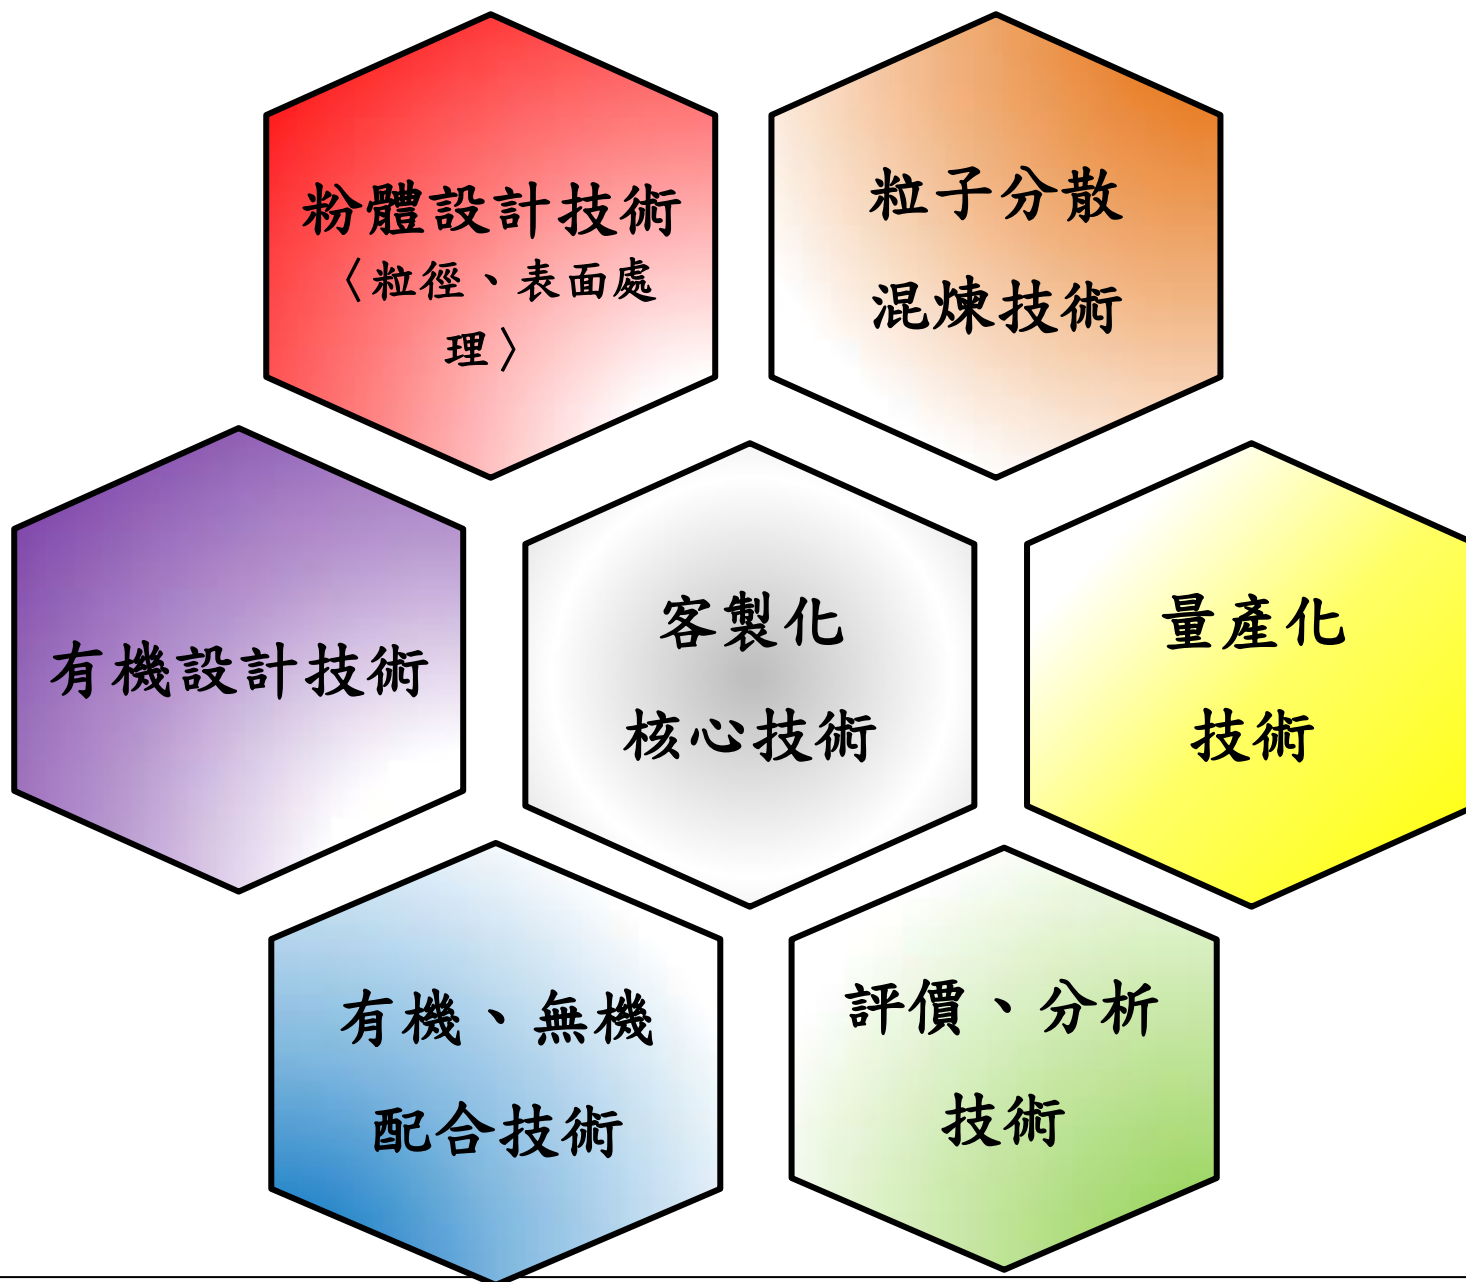 粉體設計技術
〈粒徑、表面處
理〉
粒子分散
混煉技術
有機設計技術
客製化
核心技術
量產化
技術
有機、無機
配合技術
評價、分析
技術